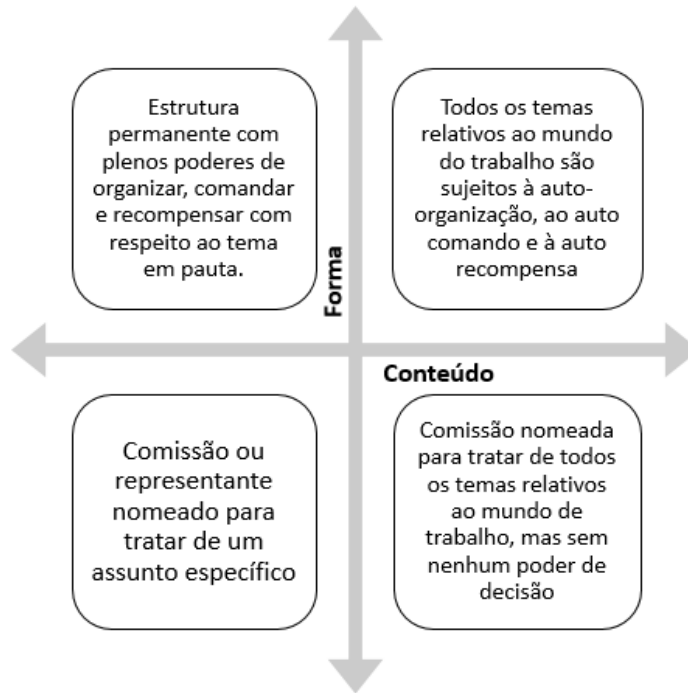 Estrutura
permanente com
plenos poderes de
organizar, comandar
e recompensar com
respeito ao tema
em pauta.
Todos os temas
relativos ao mundo
do trabalho são
sujeitos à auto-
organização, ao auto
comando e à auto
recompensa
Forma
Conteúdo
Comissão ou
representante
nomeado para
tratar de um
assunto específico
Comissão nomeada
para tratar de todos
os temas relativos
ao mundo de
trabalho, mas sem
nenhum poder de
decisão